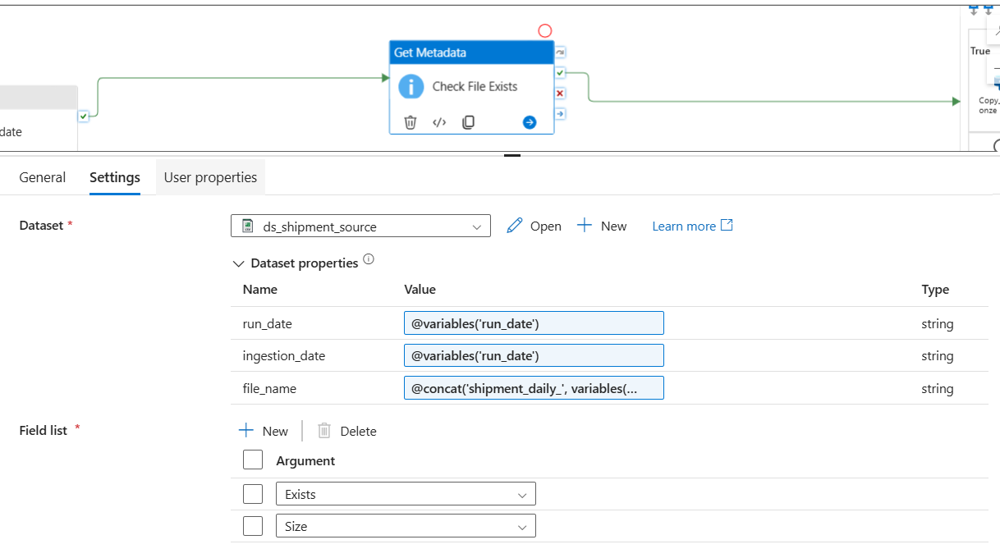 Get Metadata
Check File Exists
date
True
Copy_
onze
General Settings User properties
Dataset *
ds_shipment_source
Open New Learn more
Dataset properties
Name Value Type
run_date @variables('run_date') string
ingestion_date @variables('run_date') string
file_name @concat('shipment_daily_', variables(... string
Field list *
New Delete
Argument
Exists
Size